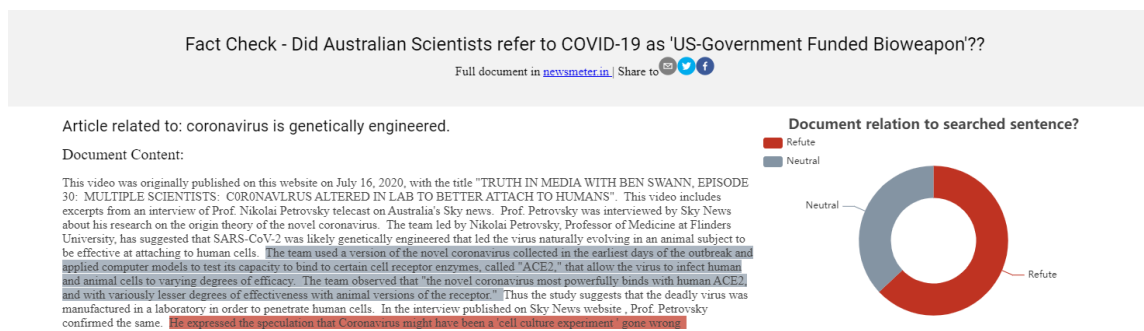 Fact Check - Did Australian Scientists refer to COVID-19 as 'US-Government Funded Bioweapon'??
Full document in newsmeter.in | Share to
Article related to: coronavirus is genetically engineered.
Document Content:
This video was originally published on this website on July 16, 2020, with the title "TRUTH IN MEDIA WITH BEN SWANN, EPISODE
30: MULTIPLE SCIENTISTS: C0R0NAVLRUS ALTERED IN LAB TO BETTER ATTACH TO HUMANS". This video includes
excerpts from an interview of Prof. Nikolai Petrovsky telecast on Australia's Sky news. Prof. Petrovsky was interviewed by Sky News
about his research on the origin theory of the novel coronavirus. The team led by Nikolai Petrovsky, Professor of Medicine at Flinders
University, has suggested that SARS-CoV-2 was likely genetically engineered that led the virus naturally evolving in an animal subject to
be effective at attaching to human cells. The team used a version of the novel coronavirus collected in the earliest days of the outbreak and
applied computer models to test its capacity to bind to certain cell receptor enzymes, called "ACE2," that allow the virus to infect human
and animal cells to varying degrees of efficacy. The team observed that "the novel coronavirus most powerfully binds with human ACE2,
and with variously lesser degrees of effectiveness with animal versions of the receptor." Thus the study suggests that the deadly virus was
manufactured in a laboratory in order to penetrate human cells. In the interview published on Sky News website , Prof. Petrovsky
confirmed the same. He expressed the speculation that Coronavirus might have been a 'cell culture experiment ' gone wrong
Document relation to searched sentence?
Refute
Neutral
Neutral
Refute